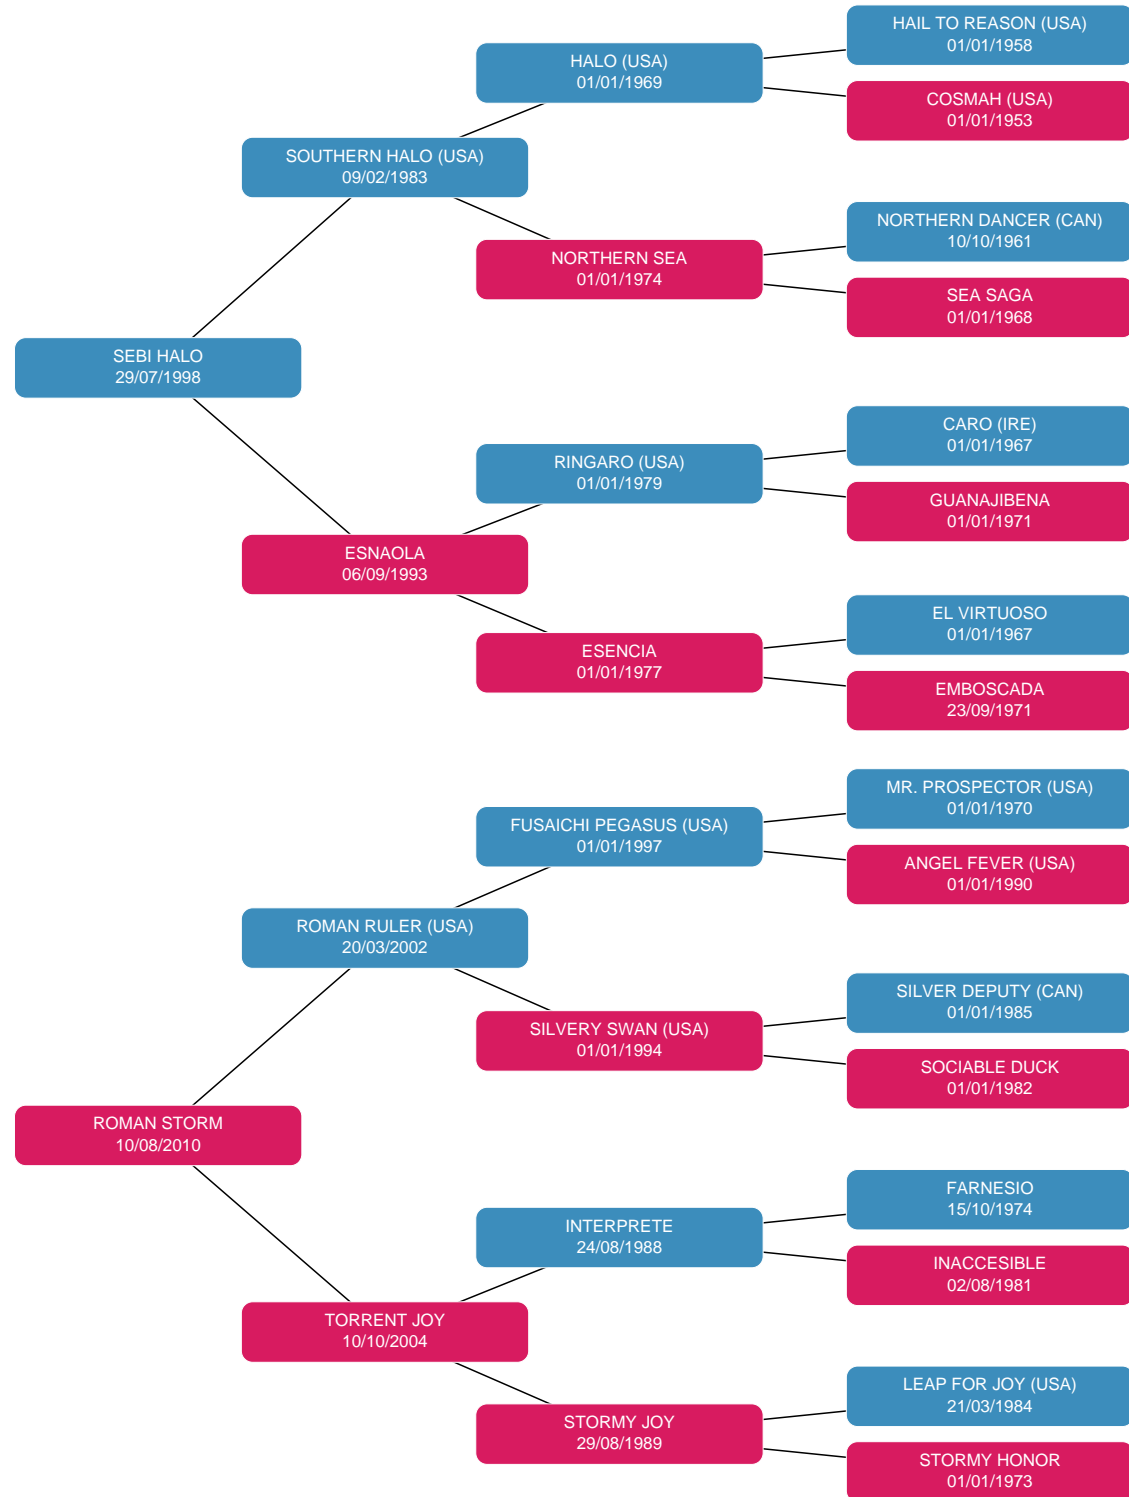 HAIL TO REASON (USA)
01/01/1958
HALO (USA)
01/01/1969
COSMAH (USA)
01/01/1953
SOUTHERN HALO (USA)
09/02/1983
NORTHERN DANCER (CAN)
10/10/1961
NORTHERN SEA
01/01/1974
SEA SAGA
01/01/1968
SEBI HALO
29/07/1998
CARO (IRE)
01/01/1967
RINGARO (USA)
01/01/1979
GUANAJIBENA
01/01/1971
ESNAOLA
06/09/1993
EL VIRTUOSO
01/01/1967
ESENCIA
01/01/1977
EMBOSCADA
23/09/1971
MR. PROSPECTOR (USA)
01/01/1970
FUSAICHI PEGASUS (USA)
01/01/1997
ANGEL FEVER (USA)
01/01/1990
ROMAN RULER (USA)
20/03/2002
SILVER DEPUTY (CAN)
01/01/1985
SILVERY SWAN (USA)
01/01/1994
SOCIABLE DUCK
01/01/1982
ROMAN STORM
10/08/2010
FARNESIO
15/10/1974
INTERPRETE
24/08/1988
INACCESIBLE
02/08/1981
TORRENT JOY
10/10/2004
LEAP FOR JOY (USA)
21/03/1984
STORMY JOY
29/08/1989
STORMY HONOR
01/01/1973